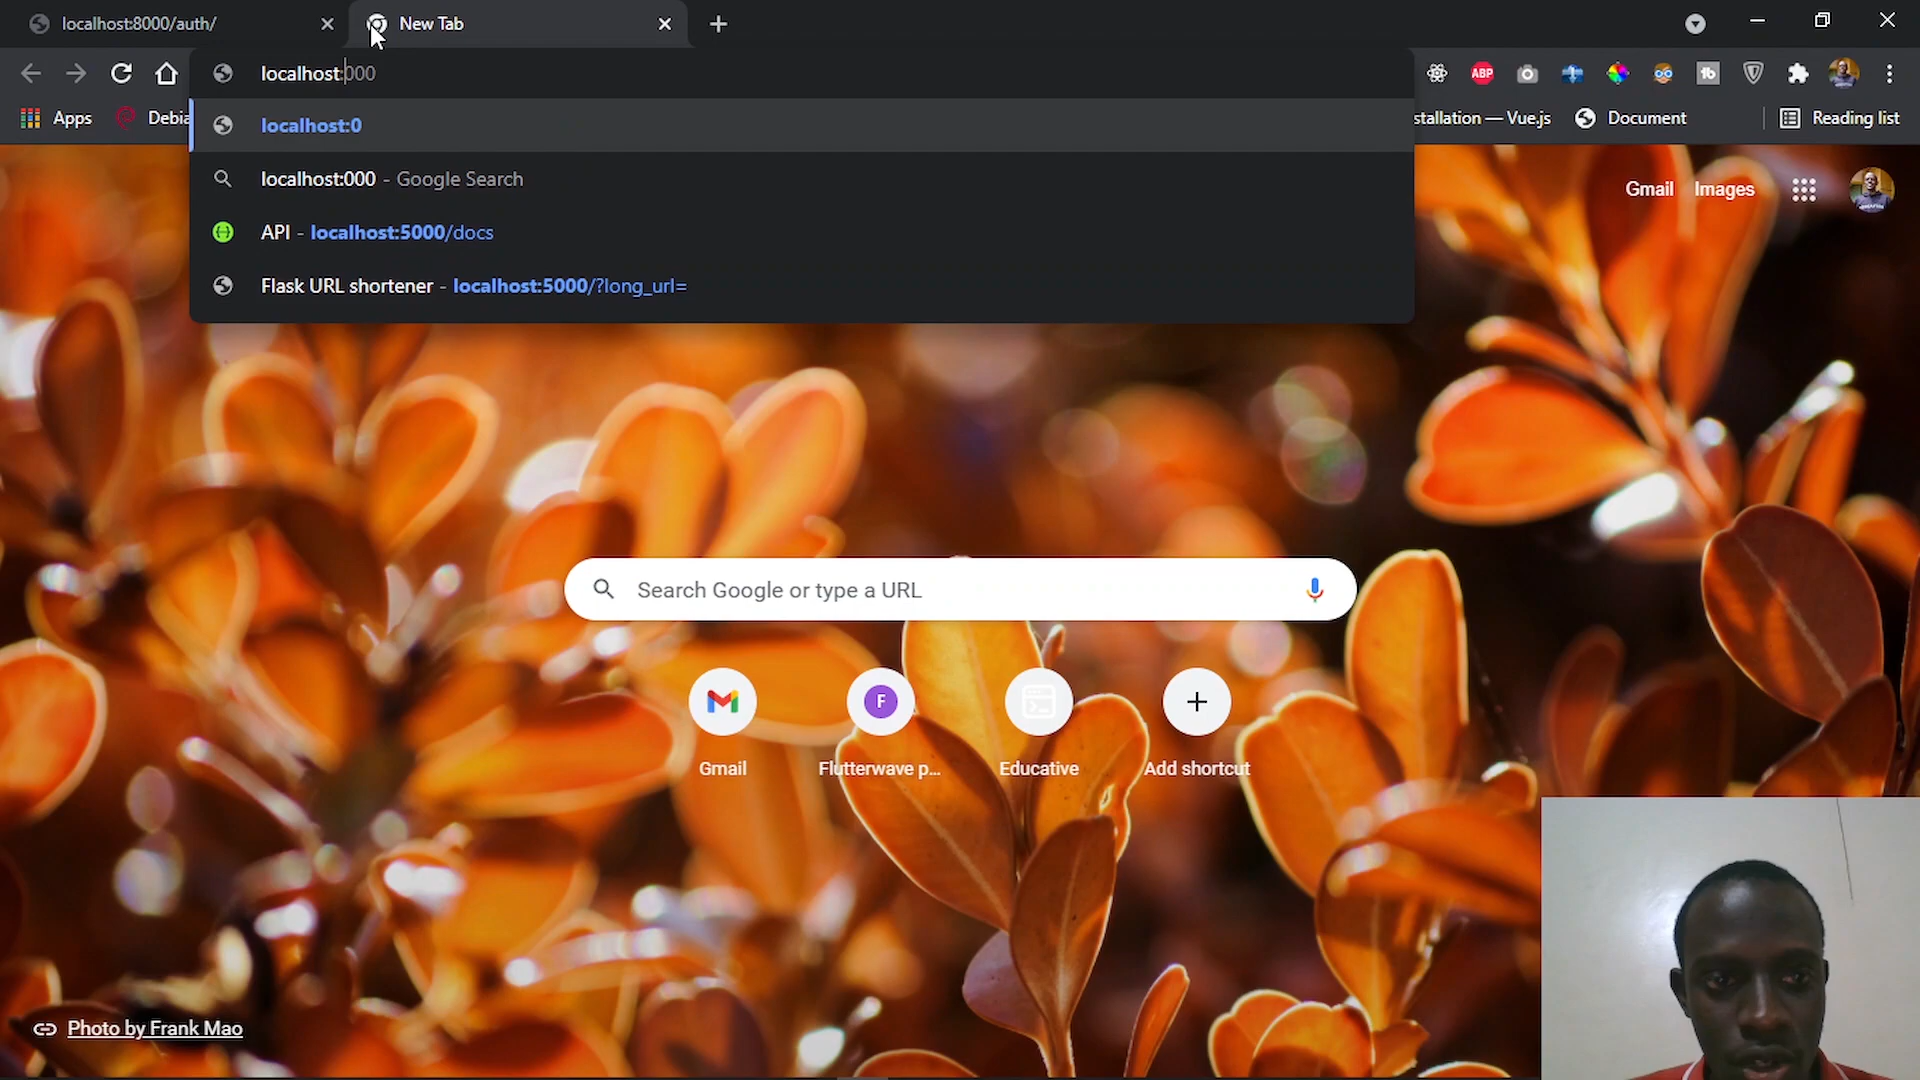 localhost:8000/auth/
New Tab
localhost:000
ABP
tb
Apps
Debia
stallation — Vue.js
Document
Reading list
localhost:0
localhost:000 - Google Search
API - localhost:5000/docs
Flask URL shortener - localhost:5000/?long_url=
Gmail
Images
Search Google or type a URL
F
Gmail
Flutterwave p...
Educative
Add shortcut
Photo by Frank Mao